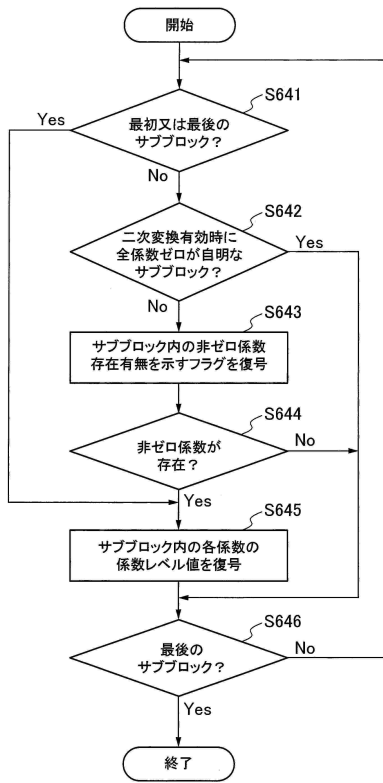 開始
S641
最初又は最後の
サブブロック？
Yes
No
S642
二次変換有効時に
全係数ゼロが自明な
サブブロック？
Yes
No
S643
サブブロック内の非ゼロ係数
存在有無を示すフラグを復号
S644
非ゼロ係数が
存在？
No
Yes
S645
サブブロック内の各係数の
係数レベル値を復号
S646
最後の
サブブロック？
No
Yes
終了